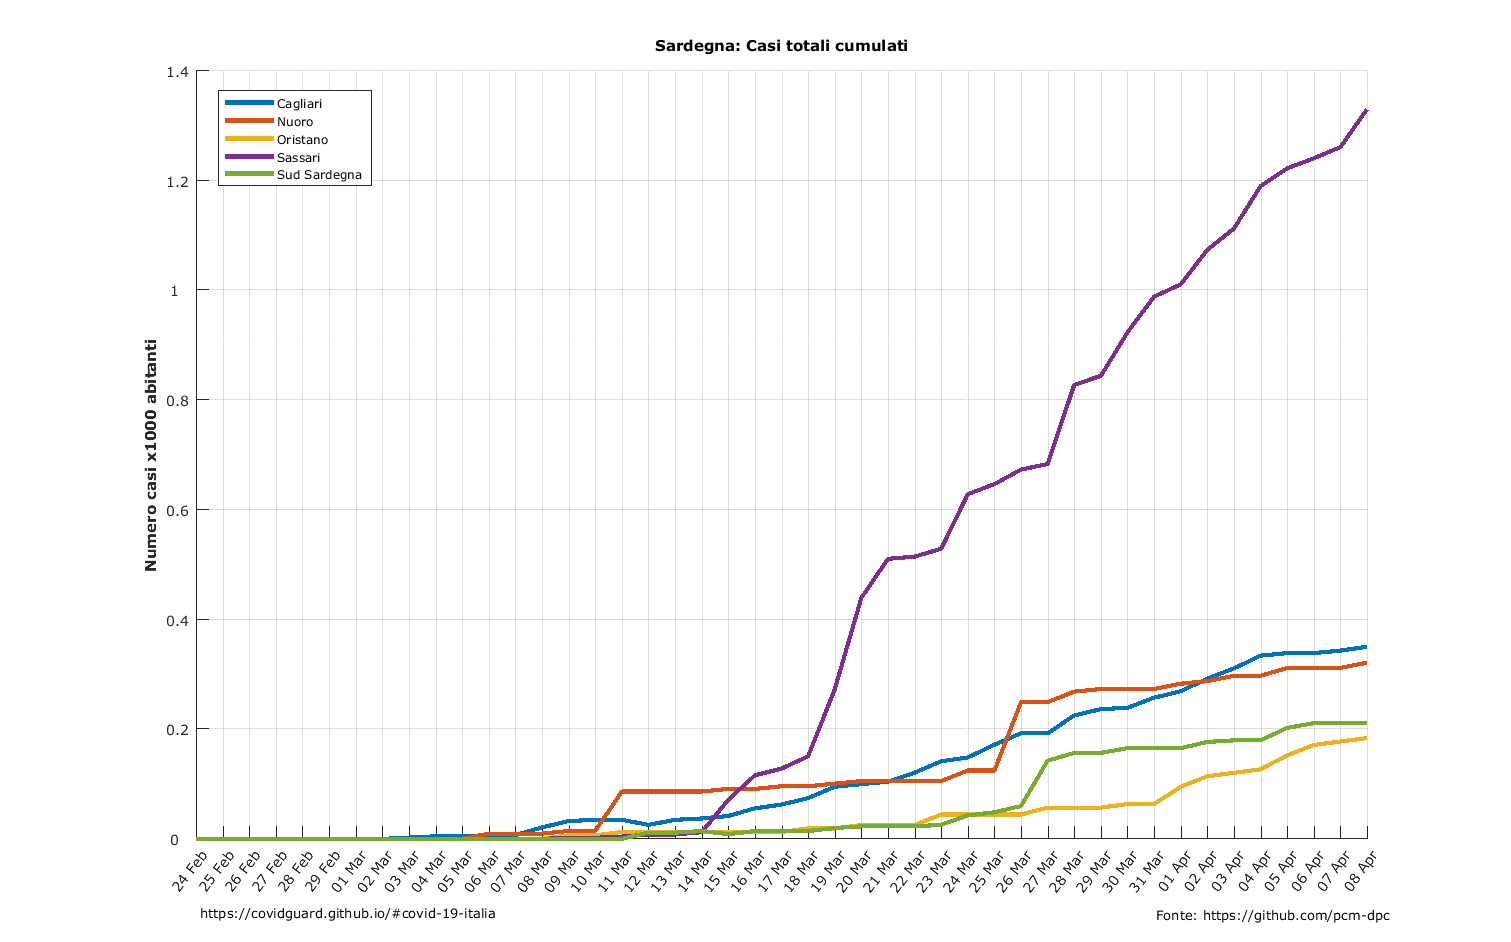 Sardegna: Casi totali cumulati
Numero casi x1000 abitanti
1.4
1.2
1
0.8
0.6
0.4
0.2
0
Cagliari
Nuoro
Oristano
Sassari
Sud Sardegna
24 Feb
25 Feb
26 Feb
27 Feb
28 Feb
29 Feb
01 Mar
02 Mar
03 Mar
04 Mar
05 Mar
06 Mar
07 Mar
08 Mar
09 Mar
10 Mar
11 Mar
12 Mar
13 Mar
14 Mar
15 Mar
16 Mar
17 Mar
18 Mar
19 Mar
20 Mar
21 Mar
22 Mar
23 Mar
24 Mar
25 Mar
26 Mar
27 Mar
28 Mar
29 Mar
30 Mar
31 Mar
01 Apr
02 Apr
03 Apr
04 Apr
05 Apr
06 Apr
07 Apr
08 Apr
https://covidguard.github.io/#covid-19-italia
Fonte: https://github.com/pcm-dpc